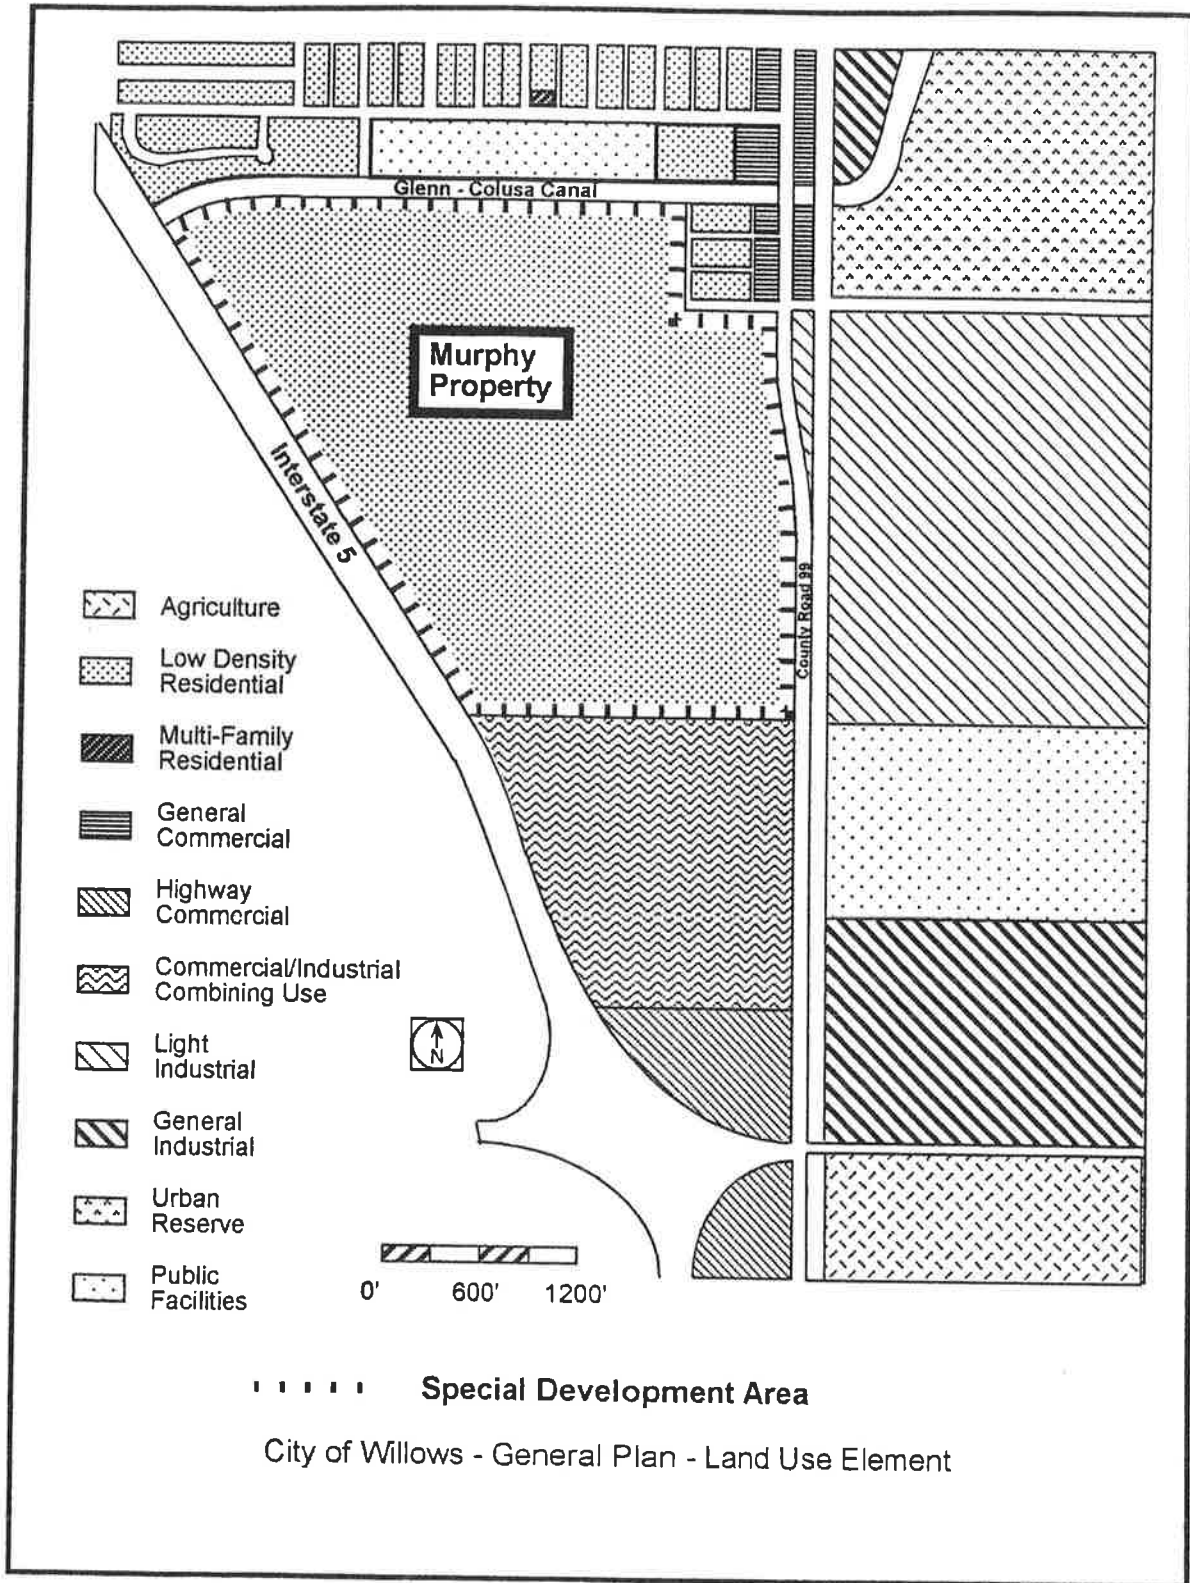 Glenn - Colusa Canal
Murphy
Property
Interstate 5
County Road 99
Agriculture
Low Density
Residential
Multi-Family
Residential
General
Commercial
Highway
Commercial
Commercial/Industrial
Combining Use
Light
Industrial
General
Industrial
Urban
Reserve
Public
Facilities
N
0' 600' 1200'
Special Development Area
City of Willows - General Plan - Land Use Element